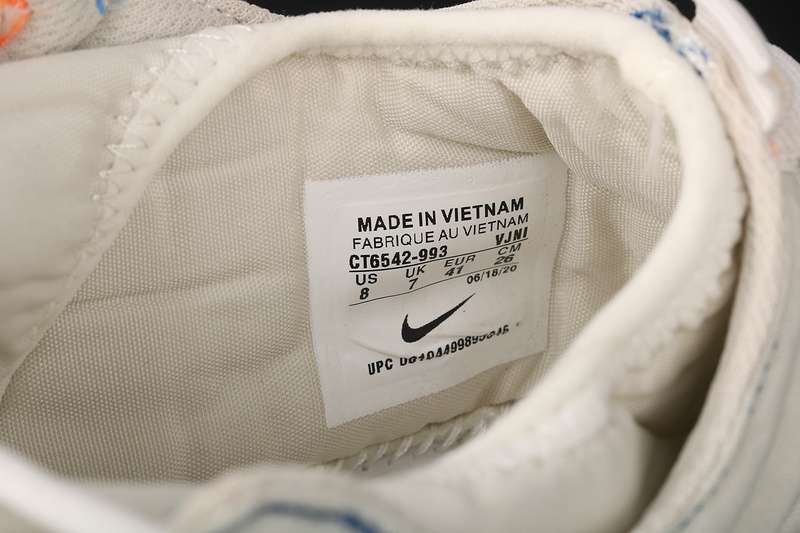 MADE IN VIETNAM
FABRIQUE AU VIETNAM
CT6542-993 VJNI
US UK EUR CM
8 7 41 26
06/18/20
UPC